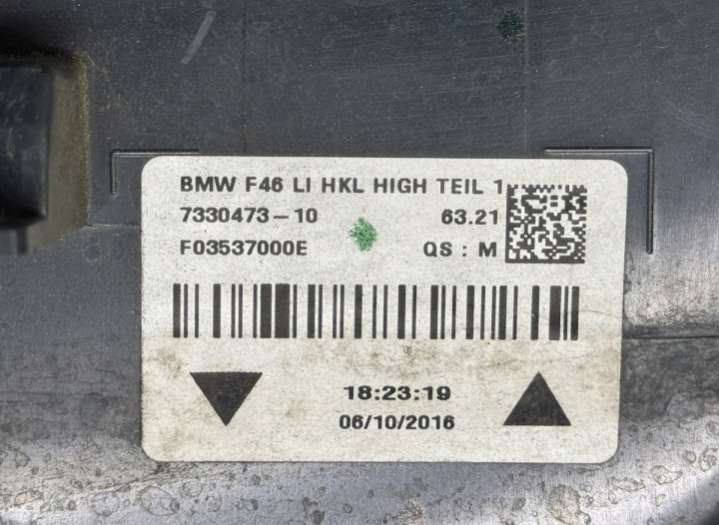 BMW F46 LI HKL HIGH TEIL 1
7330473-10 63.21
F03537000E QS : M
18:23:19
06/10/2016